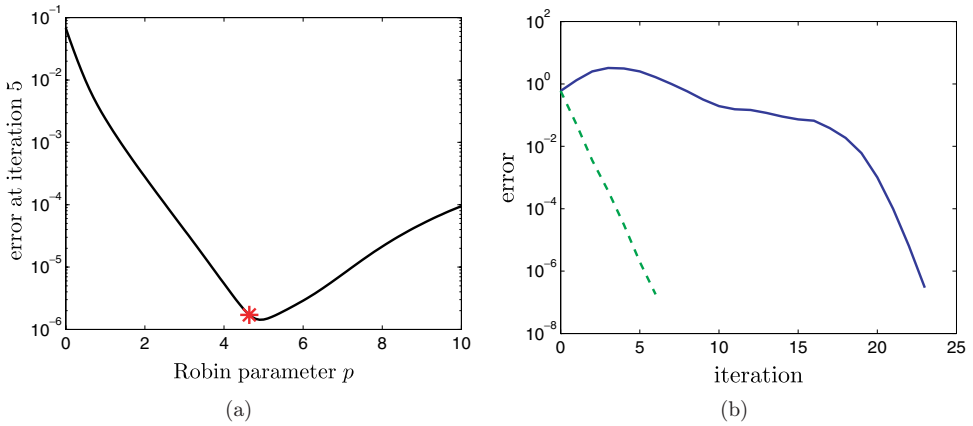 10^{-1}
10^{-2}
10^{-3}
10^{-4}
10^{-5}
10^{-6}
error at iteration 5
0 2 4 6 8 10
Robin parameter p
(a)
10^{2}
10^{0}
10^{-2}
10^{-4}
10^{-6}
10^{-8}
error
0 5 10 15 20 25
iteration
(b)